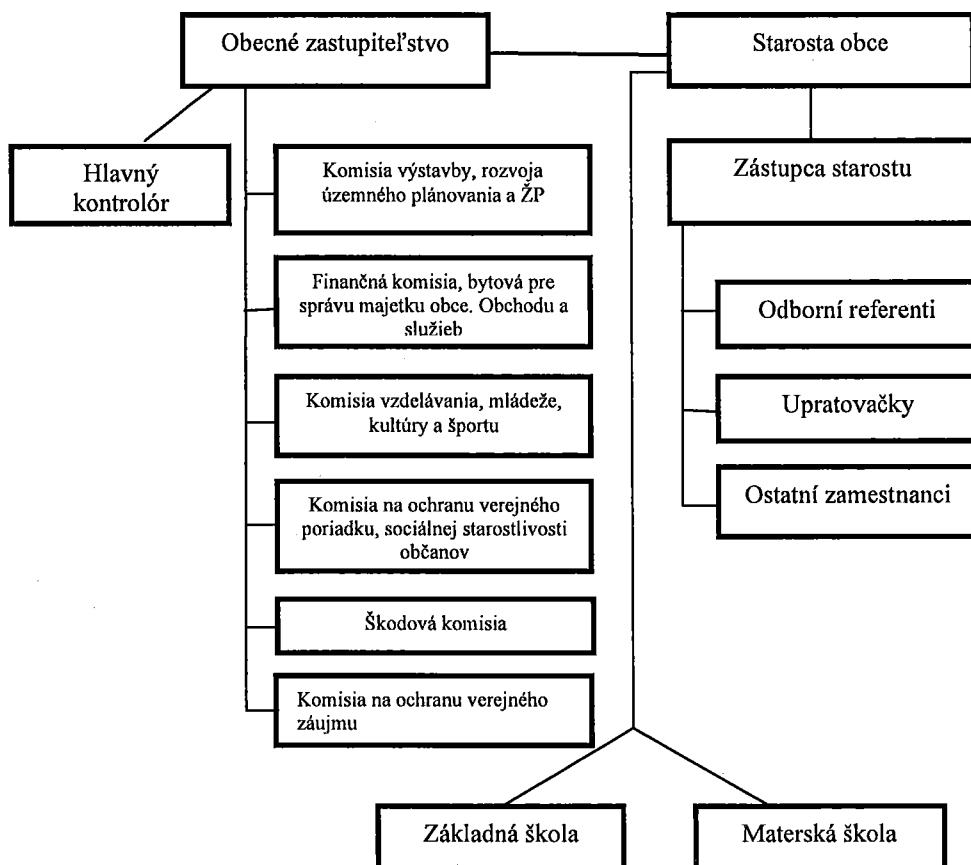 Obecné zastupiteľstvo
Starosta obce
Hlavný
kontrolór
Komisia výstavby, rozvoja
územného plánovania a ŽP
Zástupca starostu
Finančná komisia, bytová pre
správu majetku obce. Obchodu a
služieb
Odborní referenti
Komisia vzdelávania, mládeže,
kultúry a športu
Upratovačky
Ostatní zamestnanci
Komisia na ochranu verejného
poriadku, sociálnej starostlivosti
občanov
Škodová komisia
Komisia na ochranu verejného
záujmu
Základná škola
Materská škola